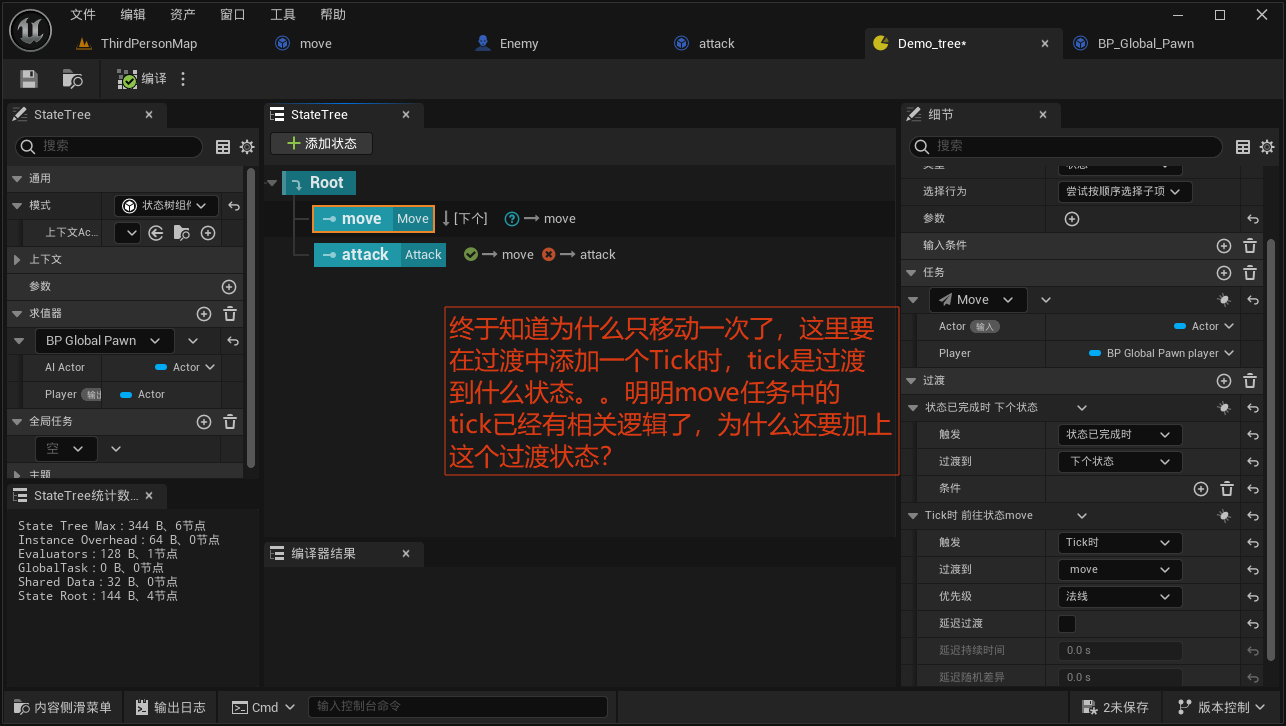 文件 编辑 资产 窗口 工具 帮助
ThirdPersonMap move Enemy attack Demo_tree* BP_Global_Pawn
编译
StateTree
搜索
通用
模式 状态树组件
上下文Ac...
上下文
参数
求值器
BP Global Pawn
AI Actor Actor
Player 输出 Actor
全局任务
空
主题
StateTree统计数...
State Tree Max：344 B、6节点
Instance Overhead：64 B、0节点
Evaluators：128 B、1节点
GlobalTask：0 B、0节点
Shared Data：32 B、0节点
State Root：144 B、4节点
StateTree
添加状态
Root
move Move [下个] move
attack Attack move attack
终于知道为什么只移动一次了，这里要
在过渡中添加一个Tick时，tick是过渡
到什么状态。。明明move任务中的
tick已经有相关逻辑了，为什么还要加上
这个过渡状态？
编译器结果
细节
搜索
类型 状态
选择行为 尝试按顺序选择子项
参数
输入条件
任务
Move
Actor 输入 Actor
Player BP Global Pawn player
过渡
状态已完成时 下个状态
触发 状态已完成时
过渡到 下个状态
条件
Tick时 前往状态move
触发 Tick时
过渡到 move
优先级 法线
延迟过渡
延迟持续时间 0.0 s
延迟随机差异 0.0 s
内容侧滑菜单 输出日志 Cmd 输入控制台命令 2未保存 版本控制